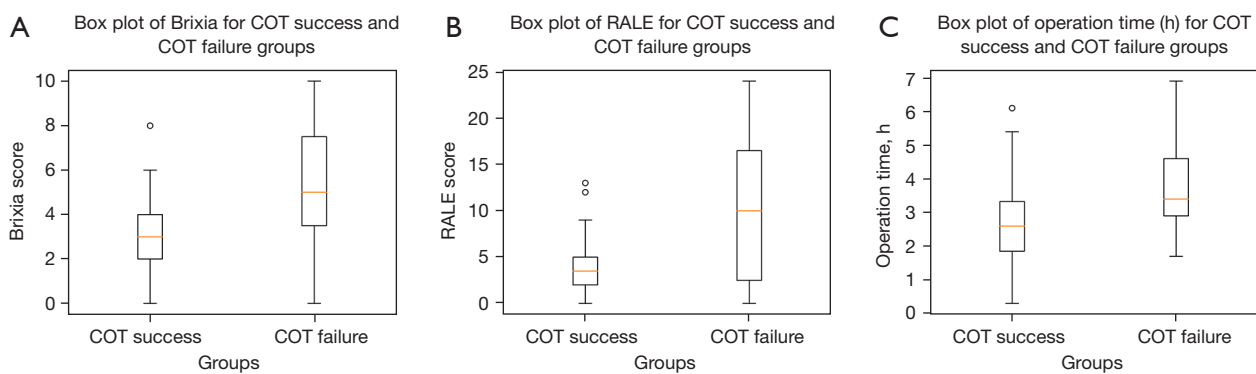 A
Box plot of Brixia for COT success and
COT failure groups
10
8
6
4
2
0
Brixia score
COT success
COT failure
Groups
B
Box plot of RALE for COT success and
COT failure groups
25
20
15
10
5
0
RALE score
COT success
COT failure
Groups
C
Box plot of operation time (h) for COT
success and COT failure groups
7
6
5
4
3
2
1
0
Operation time, h
COT success
COT failure
Groups